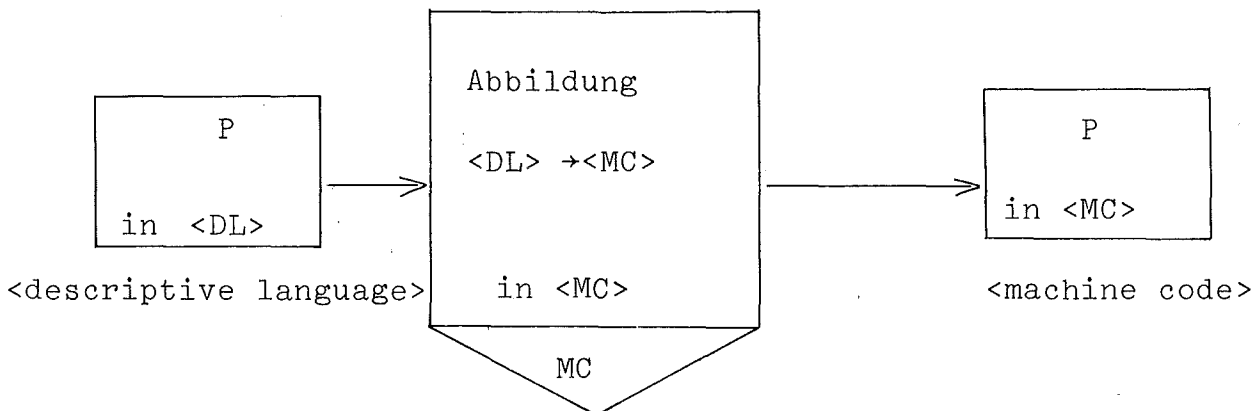 P
in <DL>
<descriptive language>
Abbildung
<DL> →<MC>
in <MC>
MC
P
in <MC>
<machine code>